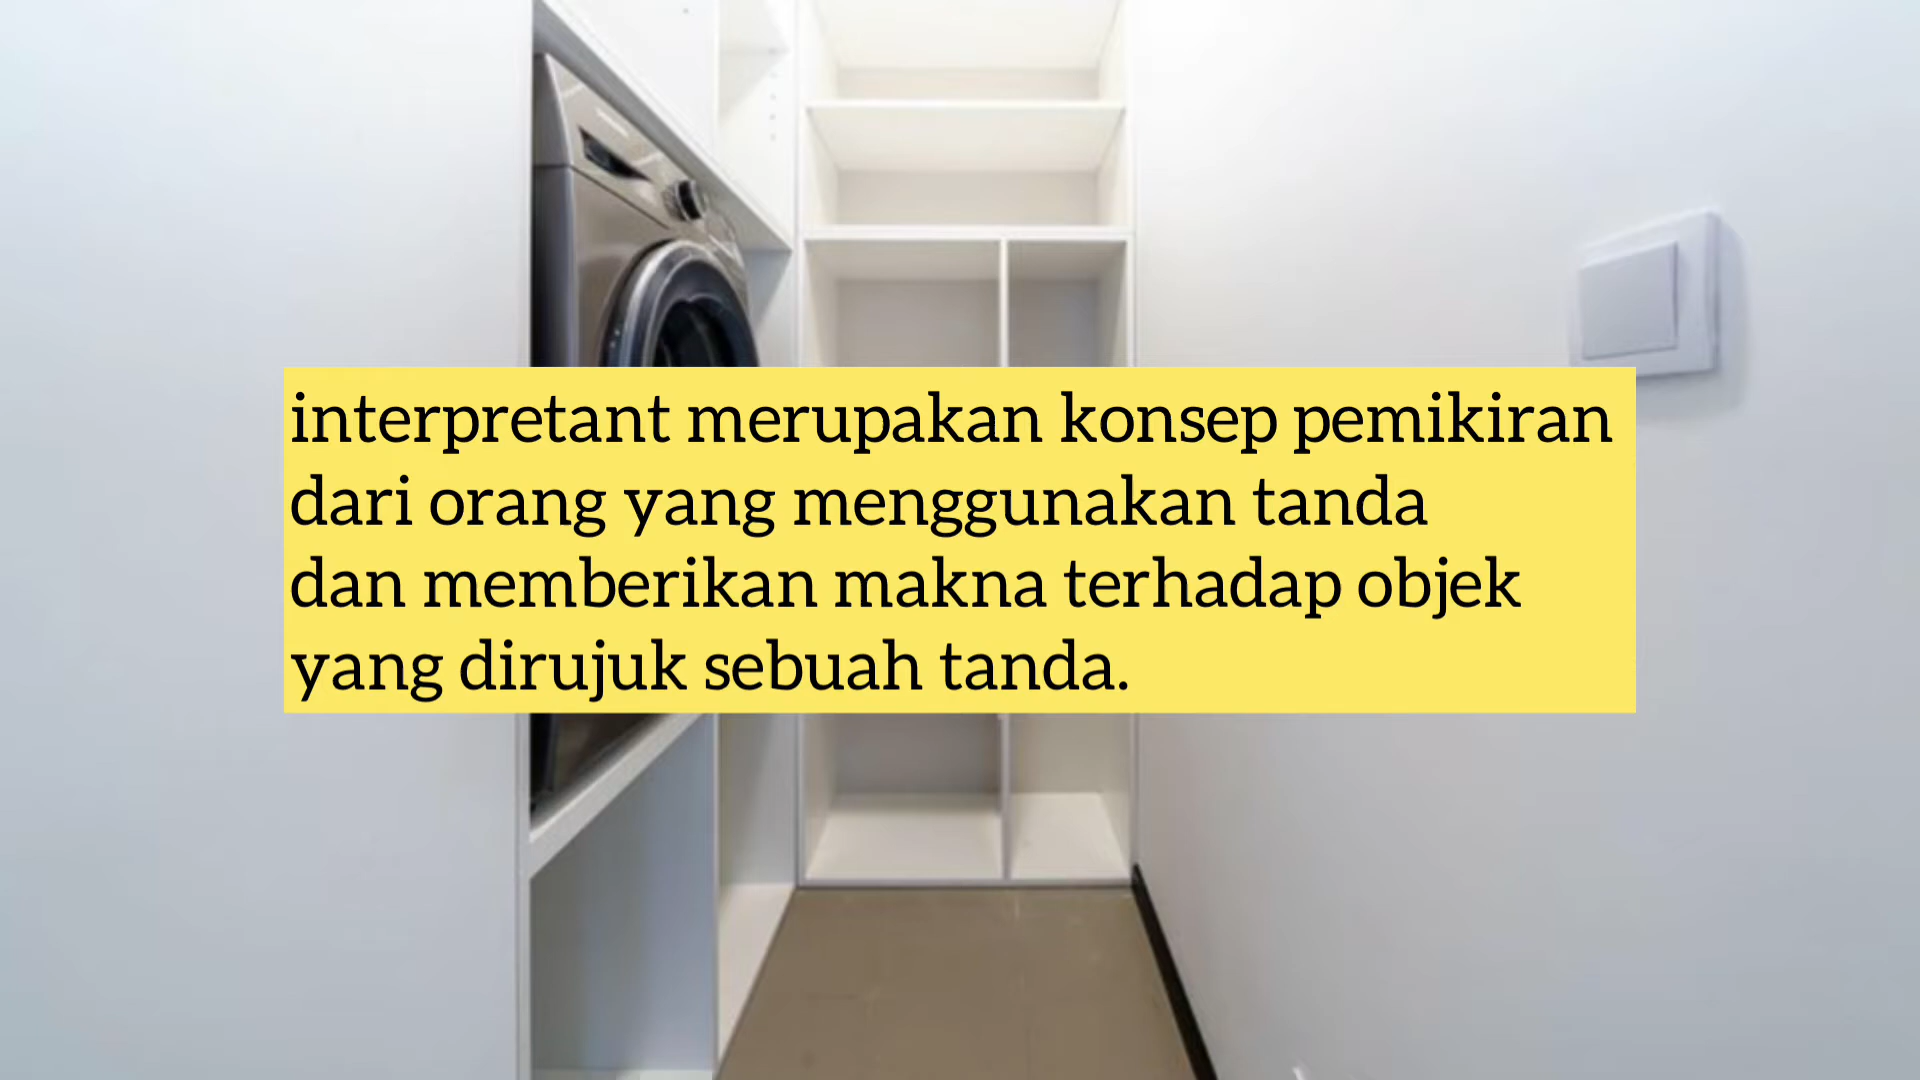 interpretant merupakan konsep pemikiran
dari orang yang menggunakan tanda
dan memberikan makna terhadap objek
yang dirujuk sebuah tanda.